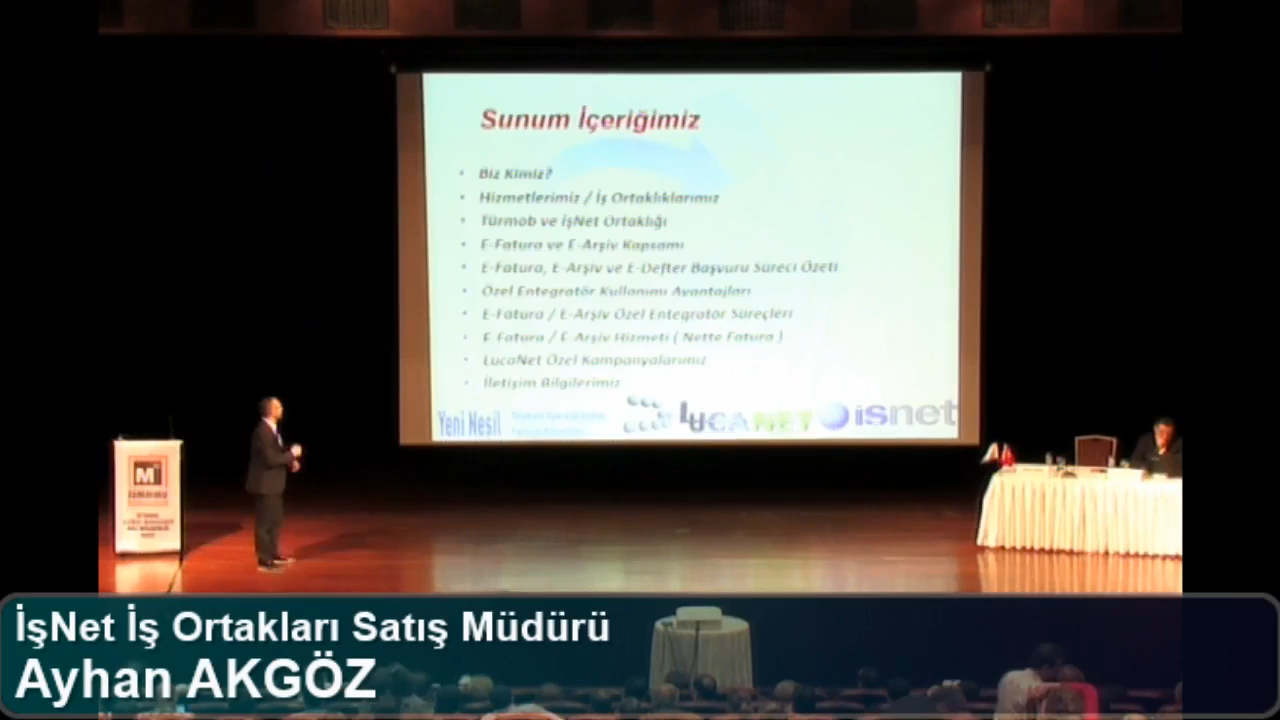 Sunum İçeriğimiz
• Biz Kimiz?
• Hizmetlerimiz / İş Ortaklıklarımız
• Türmob ve İşNet Ortaklığı
• E-Fatura ve E-Arşiv Kapsamı
• E-Fatura, E-Arşiv ve E-Defter Başvuru Süreci Özeti
• Özel Entegratör Kullanımı Avantajları
• E-Fatura / E-Arşiv Özel Entegratör Süreçleri
• E-Fatura / E-Arşiv Hizmeti ( Nette Fatura )
• LucaNet Özel Kampanyalarımız
• İletişim Bilgilerimiz
Yeni Nesil
LUCANET işnet
M
İşNet İş Ortakları Satış Müdürü
Ayhan AKGÖZ